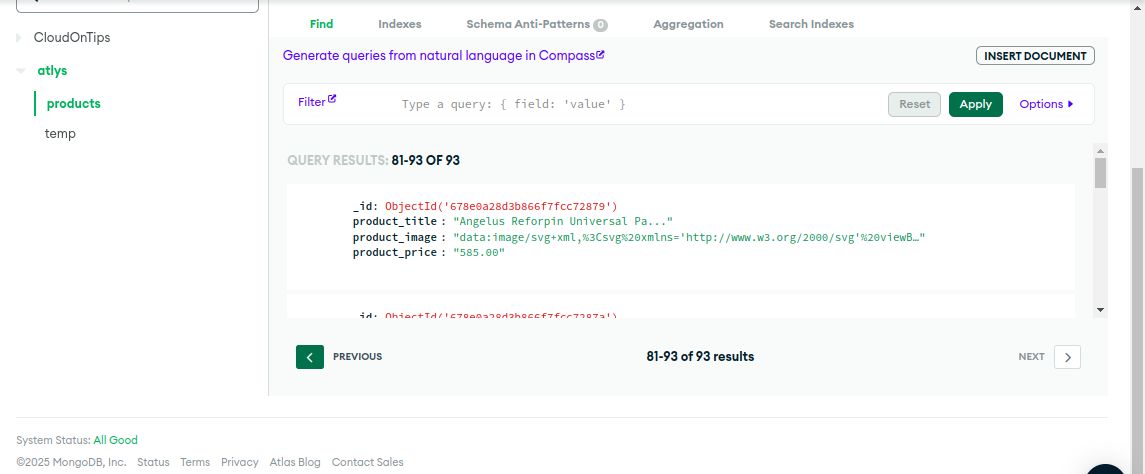 Find Indexes Schema Anti-Patterns 0 Aggregation Search Indexes
CloudOnTips
atlys
products
temp
Generate queries from natural language in Compass
INSERT DOCUMENT
Filter Type a query: { field: 'value' } Reset Apply Options
QUERY RESULTS: 81-93 OF 93
_id: ObjectId('678e0a28d3b866f7fcc72879')
product_title : "Angelus Reforpin Universal Pa..."
product_image : "data:image/svg+xml,%3Csvg%20xmlns='http://www.w3.org/2000/svg'%20viewB…"
product_price : "585.00"
_id: ObjectId('678e0a28d3b866f7fcc7287a')
PREVIOUS 81-93 of 93 results NEXT
System Status: All Good
©2025 MongoDB, Inc. Status Terms Privacy Atlas Blog Contact Sales